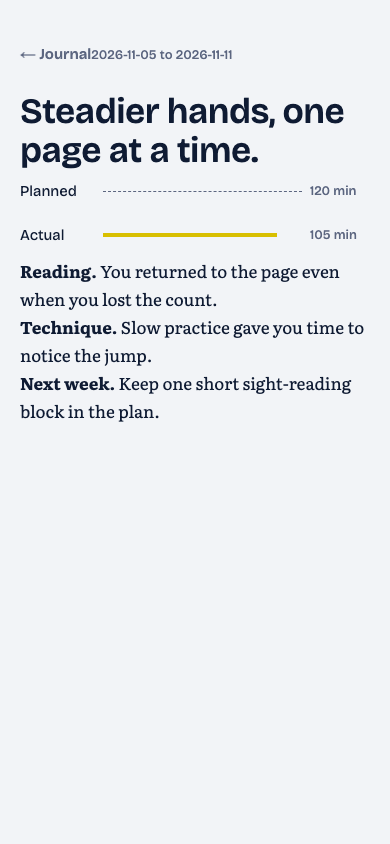 ← Journal2026-11-05 to 2026-11-11
Steadier hands, one
page at a time.
Planned 120 min
Actual 105 min
Reading. You returned to the page even
when you lost the count.
Technique. Slow practice gave you time to
notice the jump.
Next week. Keep one short sight-reading
block in the plan.